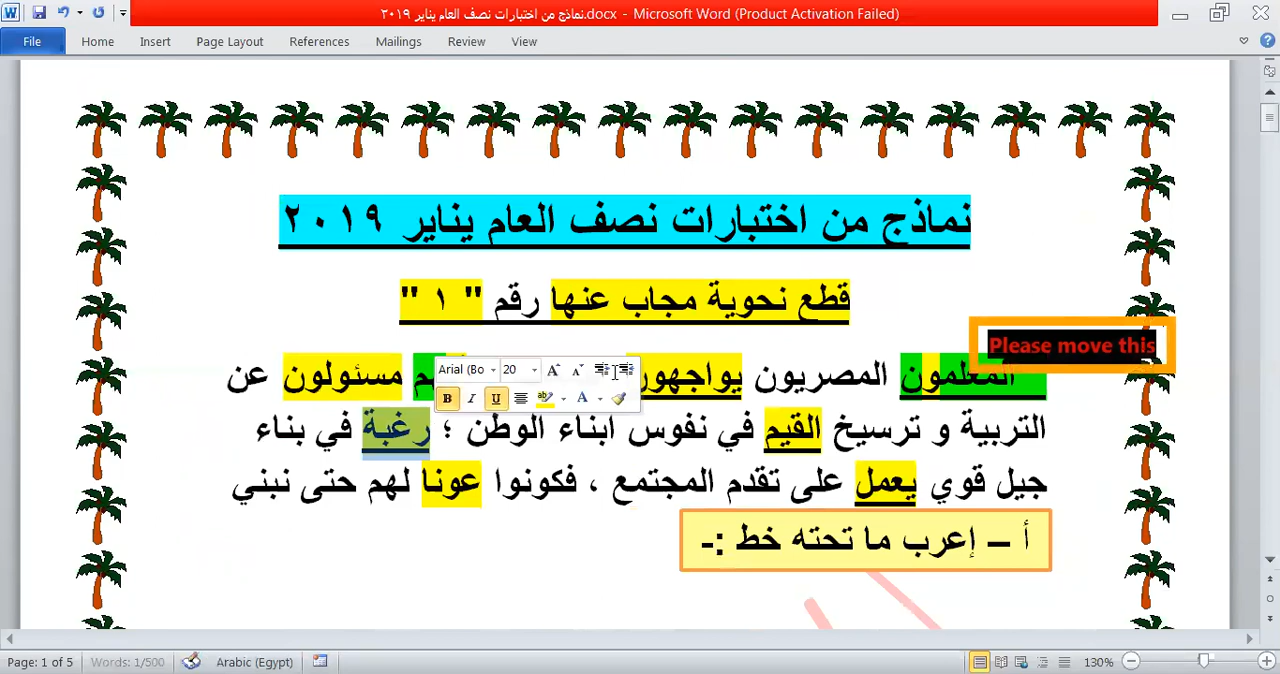 نماذج من اختبارات نصف العام يناير ٢٠١٩.docx - Microsoft Word (Product Activation Failed)
File Home Insert Page Layout References Mailings Review View
نماذج من اختبارات نصف العام يناير ٢٠١٩
قطع نحوية مجاب عنها رقم " ١ "
Please move this
المعلمون المصريون مسئولون عن
Arial (Bo 20
التربية و ترسيخ القيم في نفوس ابناء الوطن ؛ رغبة في بناء
جيل قوي يعمل على تقدم المجتمع ، فكونوا عونا لهم حتى نبني
أ – إعرب ما تحته خط :-
Page: 1 of 5 Words: 1/500 Arabic (Egypt) 130%